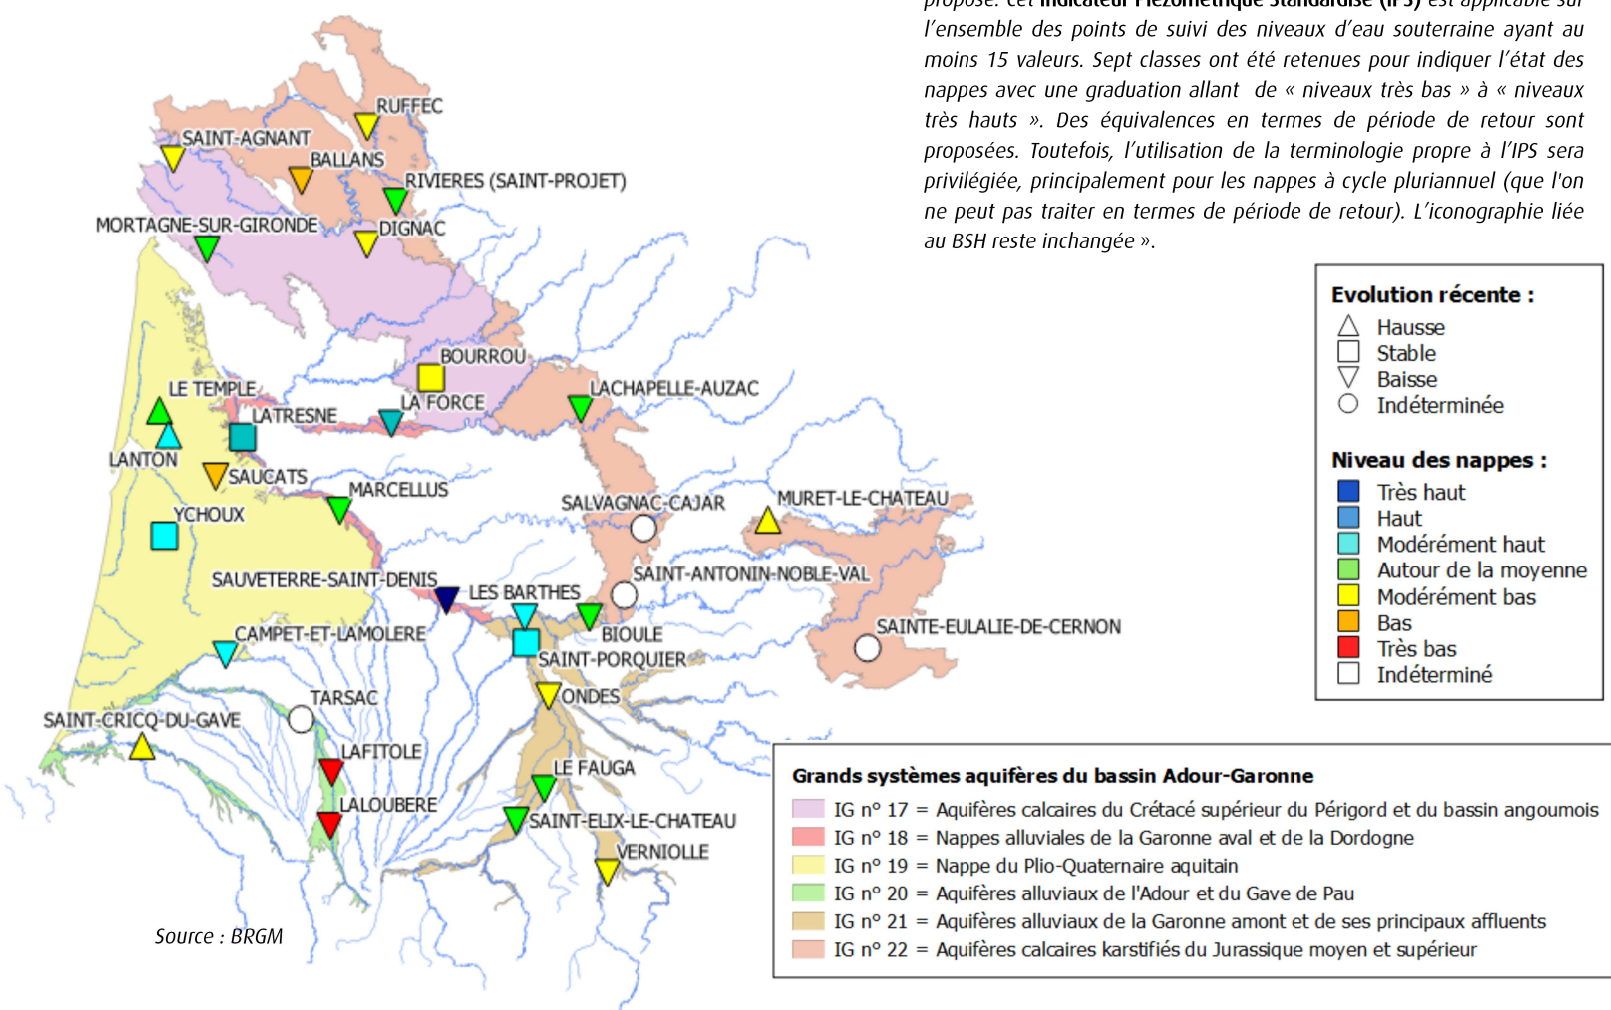 proposé. Cet Indicateur Piézométrique Standardisé (IPS) est applicable sur
l'ensemble des points de suivi des niveaux d'eau souterraine ayant au
moins 15 valeurs. Sept classes ont été retenues pour indiquer l'état des
nappes avec une graduation allant de « niveaux très bas » à « niveaux
très hauts ». Des équivalences en termes de période de retour sont
proposées. Toutefois, l'utilisation de la terminologie propre à l'IPS sera
privilégiée, principalement pour les nappes à cycle pluriannuel (que l'on
ne peut pas traiter en termes de période de retour). L'iconographie liée
au BSH reste inchangée ».
RUFFEC
SAINT-AGNANT
BALLANS
RIVIERES (SAINT-PROJET)
MORTAGNE-SUR-GIRONDE
DIGNAC
BOURROU
LE TEMPLE
LACHAPELLE-AUZAC
LA FORCE
LATRESNE
LANTON
SAUCATS
MARCELLUS
SALVAGNAC-CAJAR
MURET-LE-CHATEAU
YCHOUX
SAUVETERRE-SAINT-DENIS
SAINT-ANTONIN-NOBLE-VAL
LES BARTHES
SAINTE-EULALIE-DE-CERNON
CAMPET-ET-LAMOLERE
BIOULE
SAINT-PORQUIER
TARSAC
ONDES
SAINT-CRICQ-DU-GAVE
LAFITOLE
LE FAUGA
LALOUBERE
SAINT-ELIX-LE-CHATEAU
VERNIOLLE
Source : BRGM
Evolution récente :
Hausse
Stable
Baisse
Indéterminée
Niveau des nappes :
Très haut
Haut
Modérément haut
Autour de la moyenne
Modérément bas
Bas
Très bas
Indéterminé
Grands systèmes aquifères du bassin Adour-Garonne
IG n° 17 = Aquifères calcaires du Crétacé supérieur du Périgord et du bassin angoumois
IG n° 18 = Nappes alluviales de la Garonne aval et de la Dordogne
IG n° 19 = Nappe du Plio-Quaternaire aquitain
IG n° 20 = Aquifères alluviaux de l'Adour et du Gave de Pau
IG n° 21 = Aquifères alluviaux de la Garonne amont et de ses principaux affluents
IG n° 22 = Aquifères calcaires karstifiés du Jurassique moyen et supérieur